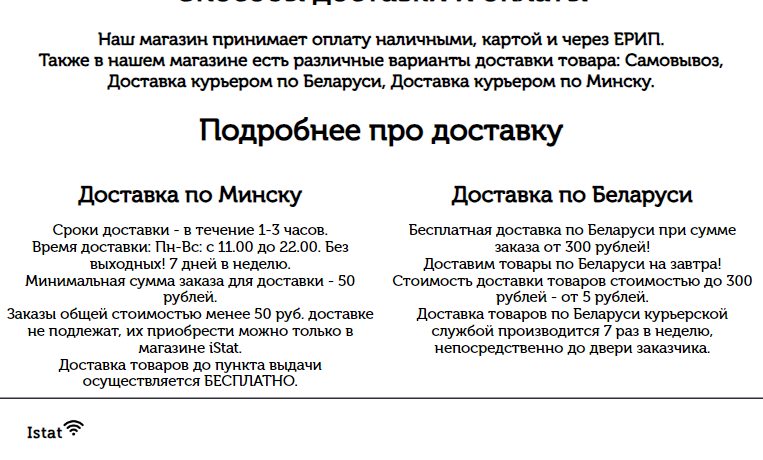 Способы доставки и оплаты
Наш магазин принимает оплату наличными, картой и через ЕРИП.
Также в нашем магазине есть различные варианты доставки товара: Самовывоз,
Доставка курьером по Беларуси, Доставка курьером по Минску.
Подробнее про доставку
Доставка по Минску
Сроки доставки - в течение 1-3 часов.
Время доставки: Пн-Вс: с 11.00 до 22.00. Без
выходных! 7 дней в неделю.
Минимальная сумма заказа для доставки - 50
рублей.
Заказы общей стоимостью менее 50 руб. доставке
не подлежат, их приобрести можно только в
магазине iStat.
Доставка товаров до пункта выдачи
осуществляется БЕСПЛАТНО.
Доставка по Беларуси
Бесплатная доставка по Беларуси при сумме
заказа от 300 рублей!
Доставим товары по Беларуси на завтра!
Стоимость доставки товаров стоимостью до 300
рублей - от 5 рублей.
Доставка товаров по Беларуси курьерской
службой производится 7 раз в неделю,
непосредственно до двери заказчика.
Istat